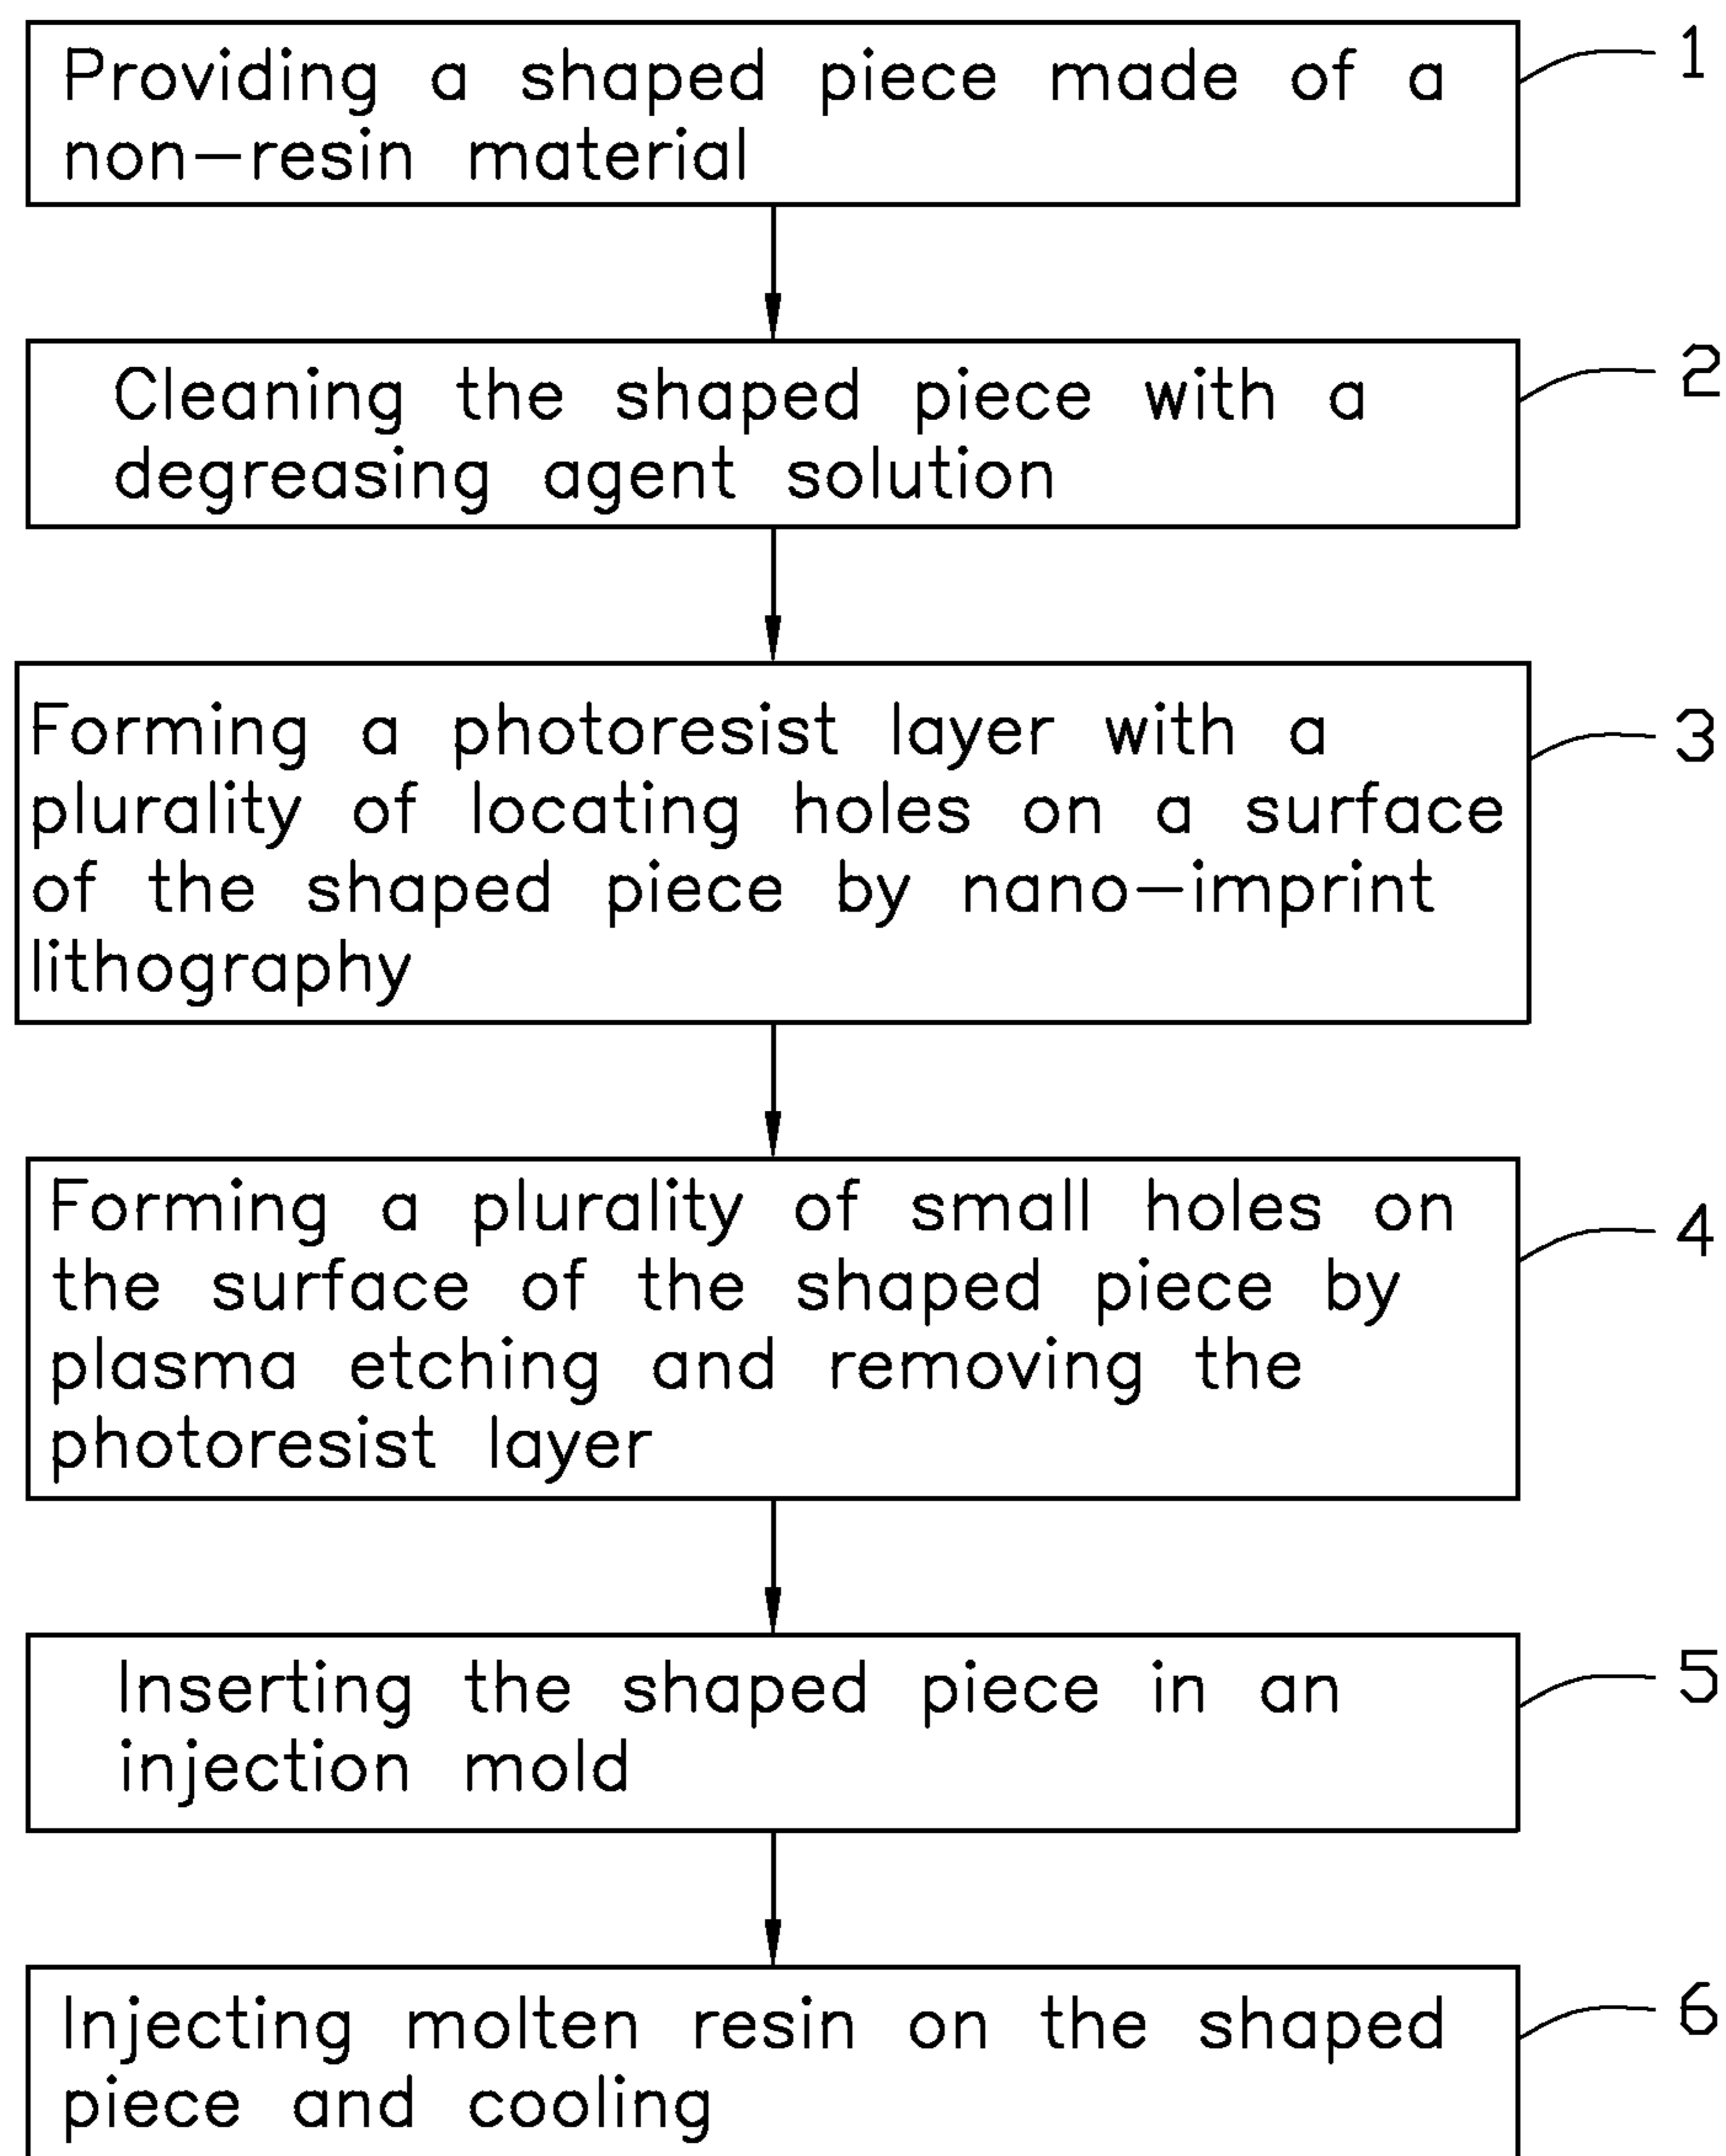 Providing a shaped piece made of a
non-resin material
1
Cleaning the shaped piece with a
degreasing agent solution
2
Forming a photoresist layer with a
plurality of locating holes on a surface
of the shaped piece by nano-imprint
lithography
3
Forming a plurality of small holes on
the surface of the shaped piece by
plasma etching and removing the
photoresist layer
4
Inserting the shaped piece in an
injection mold
5
Injecting molten resin on the shaped
piece and cooling
6